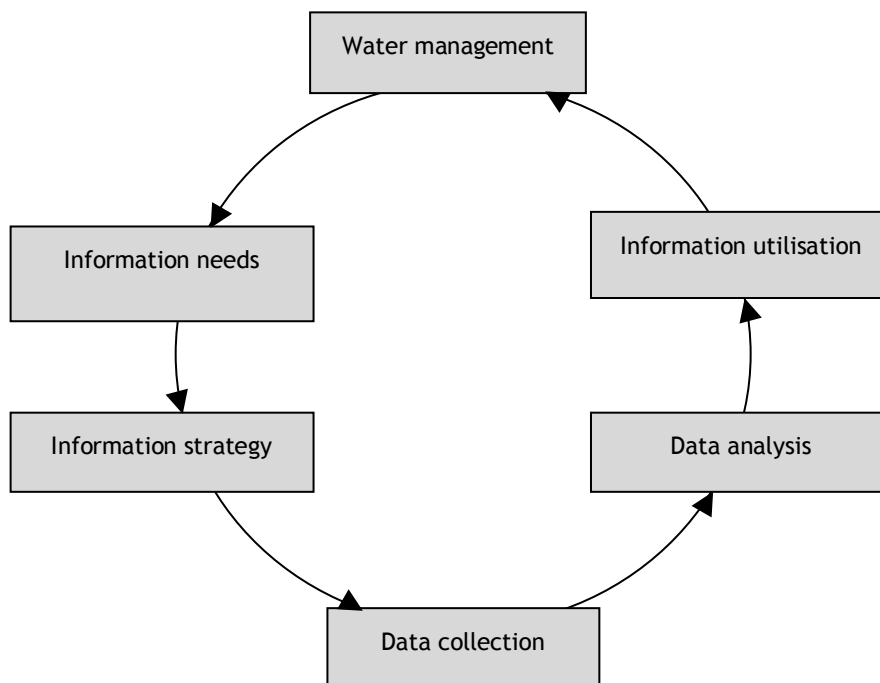 Water management
Information needs
Information utilisation
Information strategy
Data analysis
Data collection